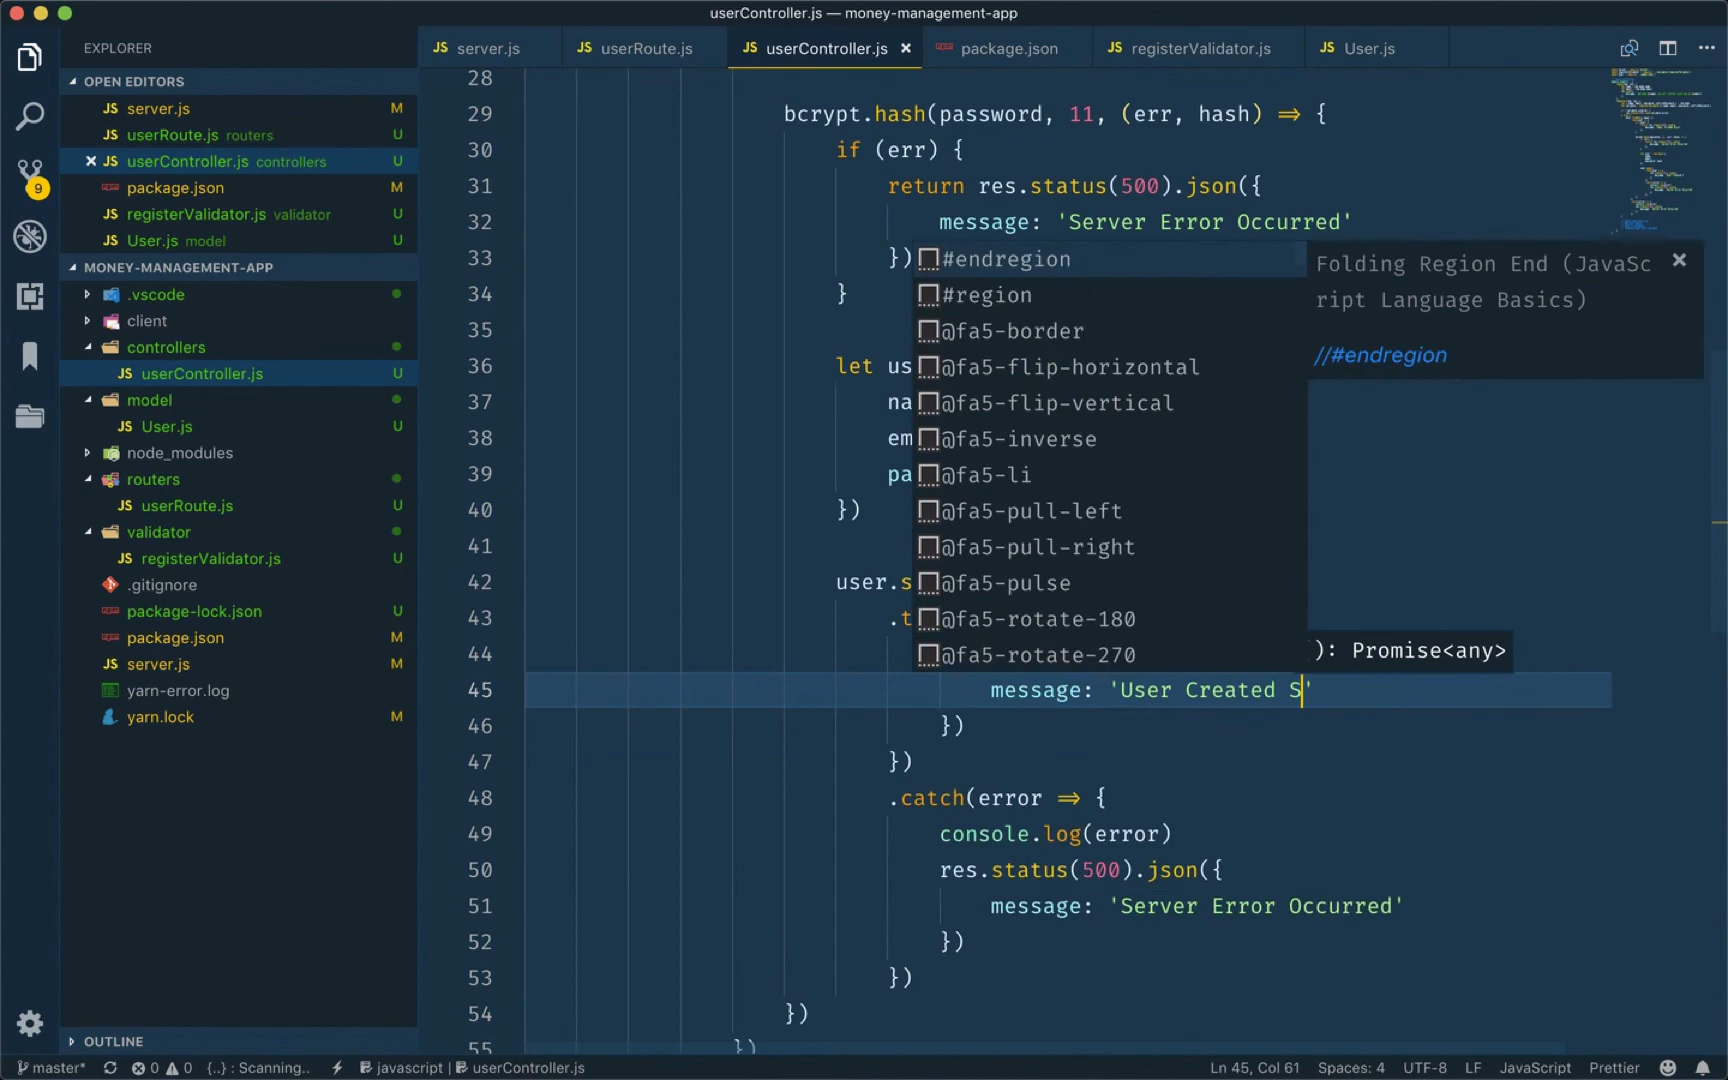 userController.js — money-management-app
EXPLORER
JS server.js
JS userRoute.js
JS userController.js
package.json
JS registerValidator.js
JS User.js
OPEN EDITORS
JS server.js M
JS userRoute.js routers U
JS userController.js controllers U
package.json M
JS registerValidator.js validator U
JS User.js model U
MONEY-MANAGEMENT-APP
.vscode
client
controllers
JS userController.js U
model
JS User.js U
node_modules
routers
JS userRoute.js U
validator
JS registerValidator.js U
.gitignore
package-lock.json U
package.json M
JS server.js M
yarn-error.log
yarn.lock M
OUTLINE
9
28
29 bcrypt.hash(password, 11, (err, hash) => {
30 if (err) {
31 return res.status(500).json({
32 message: 'Server Error Occurred'
33 })
34 }
35
36 let us
37 na
38 em
39 pa
40 })
41
42 user.s
43 .t
44
45 message: 'User Created S'
46 })
47 })
48 .catch(error => {
49 console.log(error)
50 res.status(500).json({
51 message: 'Server Error Occurred'
52 })
53 })
54 })
55 })
#endregion
#region
@fa5-border
@fa5-flip-horizontal
@fa5-flip-vertical
@fa5-inverse
@fa5-li
@fa5-pull-left
@fa5-pull-right
@fa5-pulse
@fa5-rotate-180
@fa5-rotate-270
Folding Region End (JavaSc
ript Language Basics)
//#endregion
): Promise<any>
master* 0 0 {..} : Scanning.. javascript | userController.js Ln 45, Col 61 Spaces: 4 UTF-8 LF JavaScript Prettier